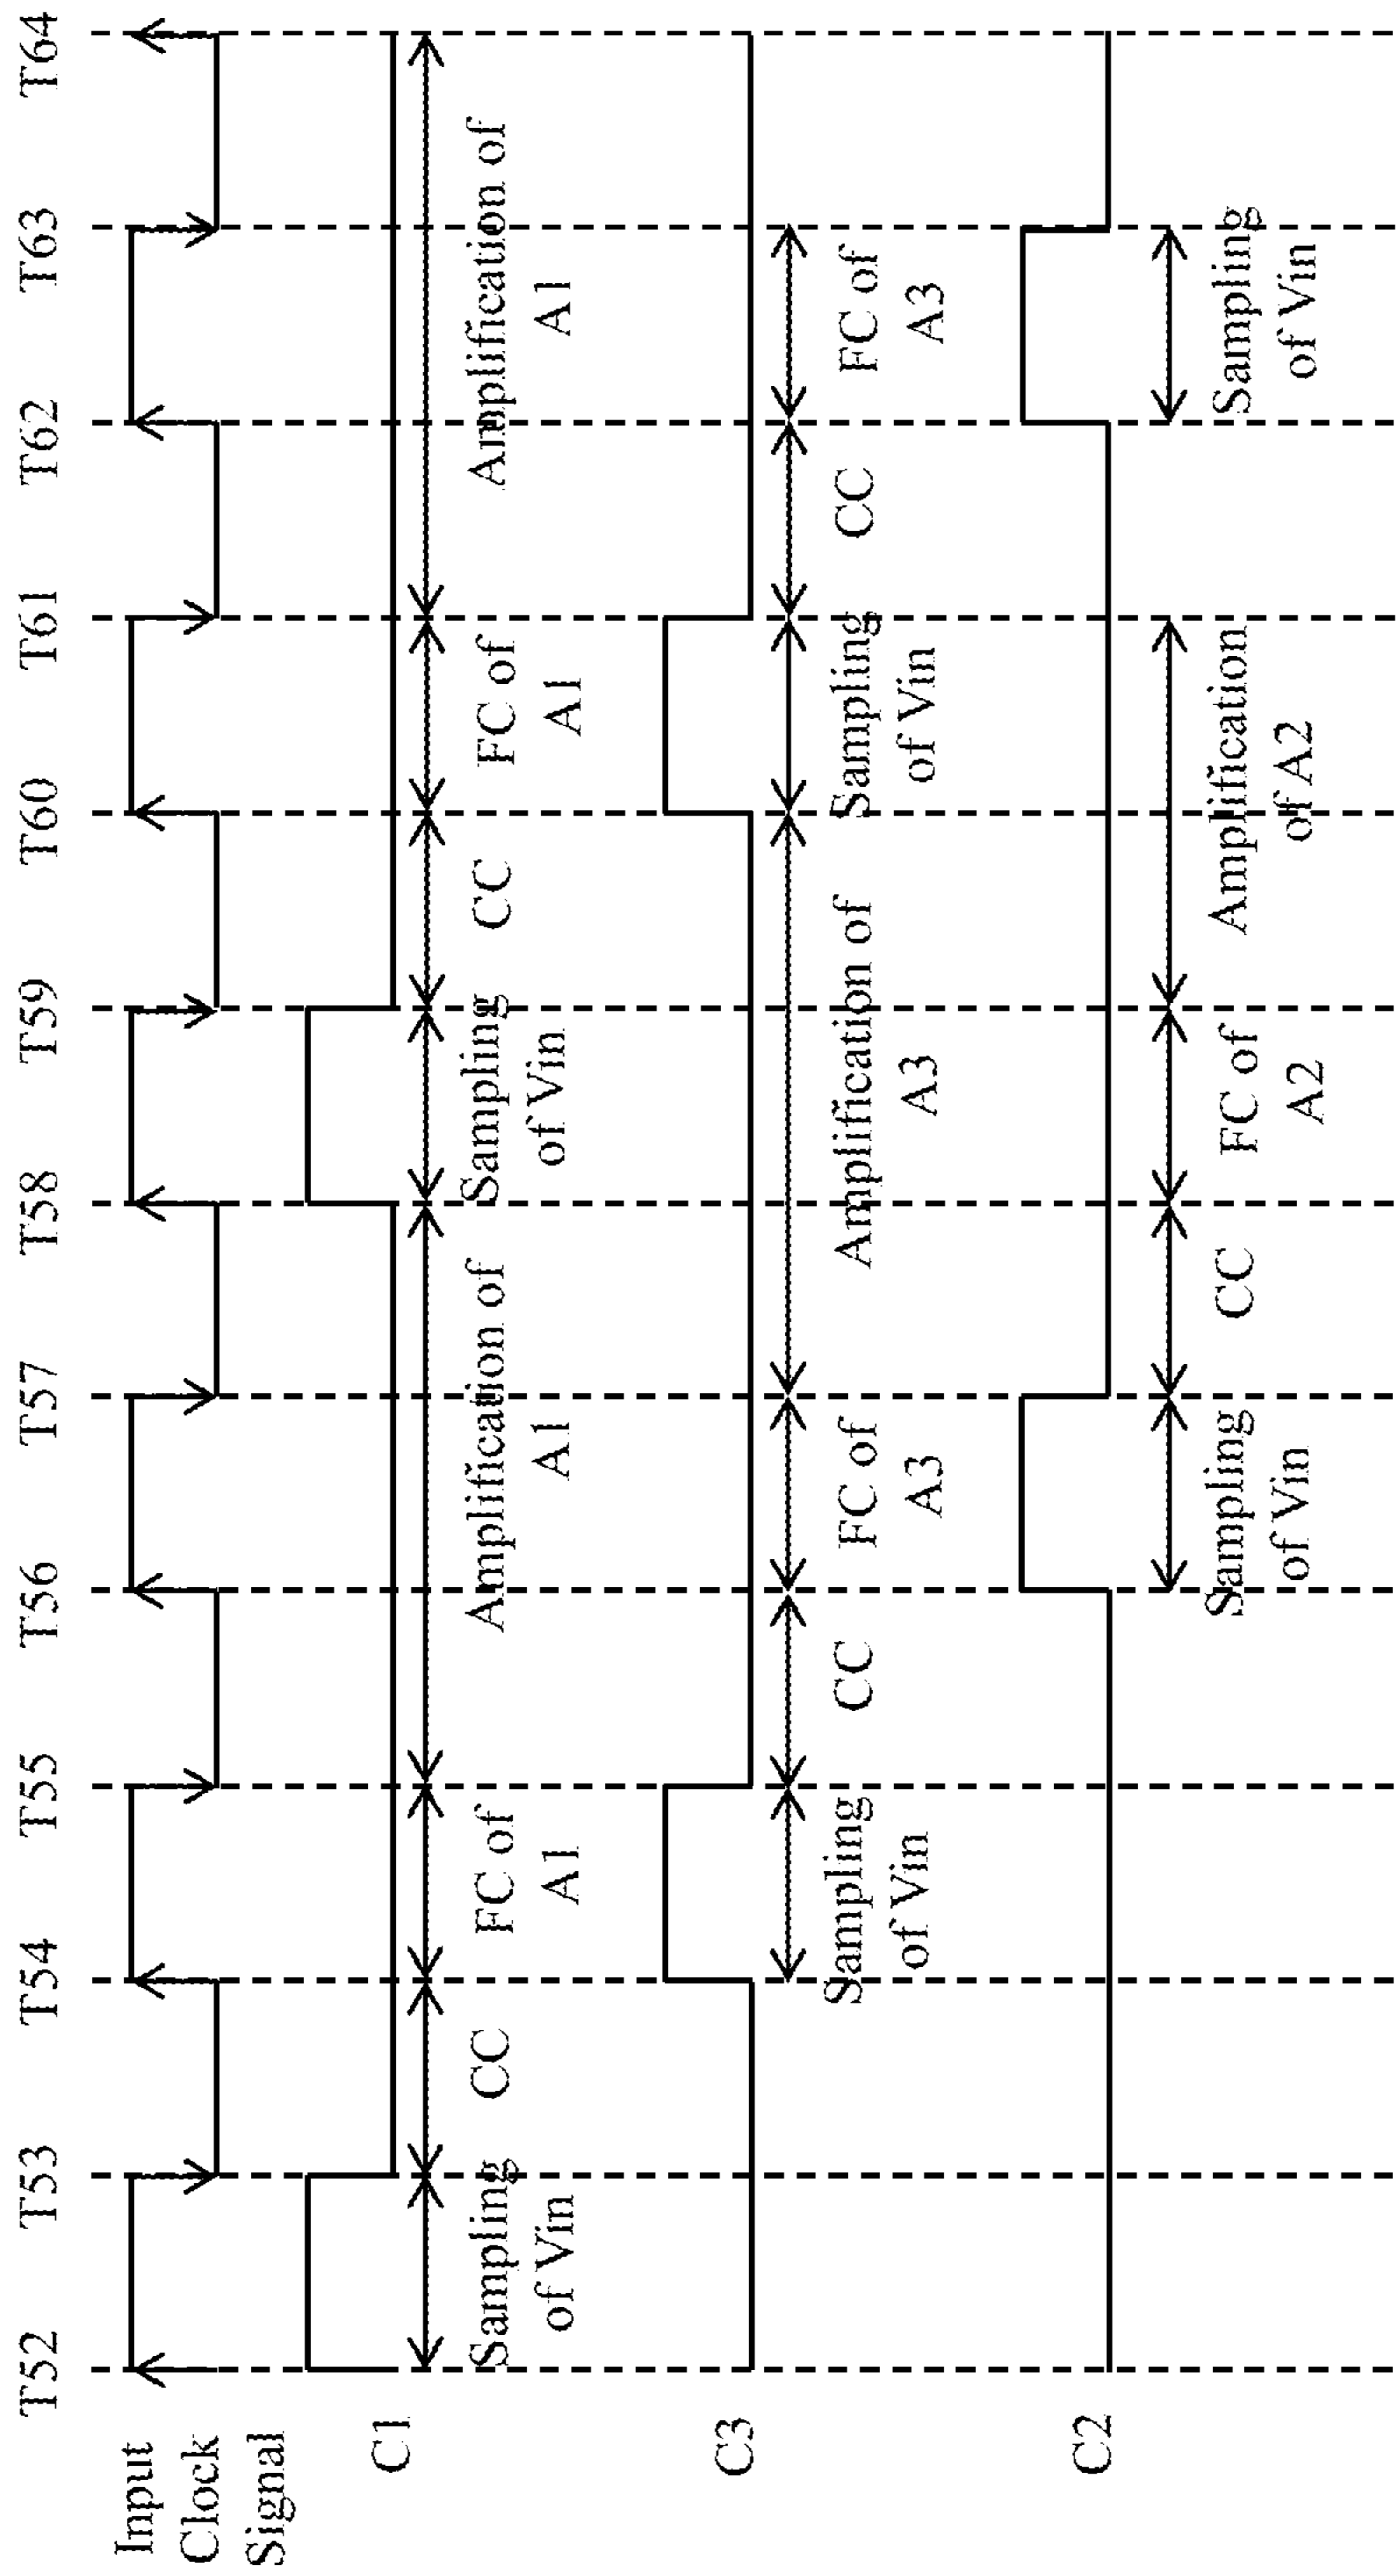 T52 T53 T54 T55 T56 T57 T58 T59 T60 T61 T62 T63 T64
Input
Clock
Signal
C1
Sampling
of Vin
CC
FC of
A1
Amplification of
A1
Sampling
of Vin
CC
FC of
A1
Amplification of
A1
C3
Sampling
of Vin
CC
FC of
A3
Amplification of
A3
Sampling
of Vin
CC
FC of
A3
C2
Sampling
of Vin
CC
FC of
A2
Amplification
of A2
Sampling
of Vin